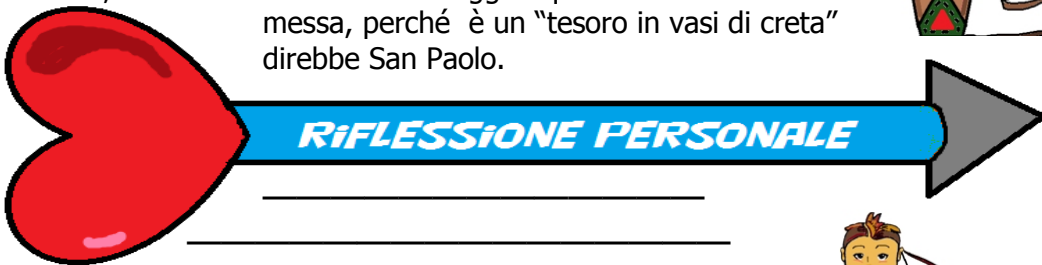 messa, perché è un “tesoro in vasi di creta”
direbbe San Paolo.
RiFLESSiONE PERSONALE